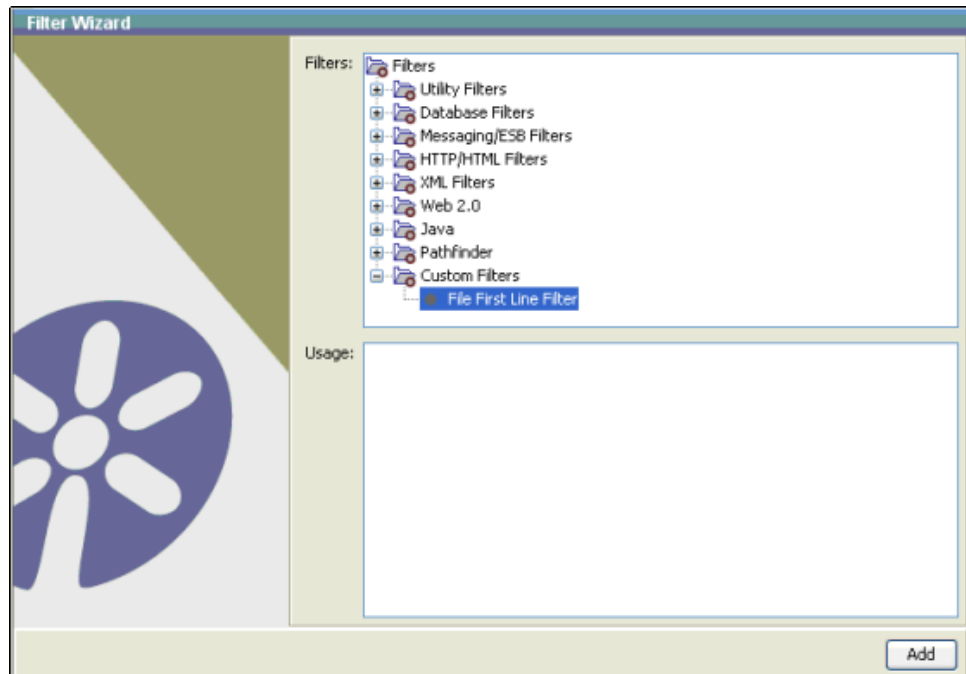 Filter Wizard
Filters:
Filters
Utility Filters
Database Filters
Messaging/ESB Filters
HTTP/HTML Filters
XML Filters
Web 2.0
Java
Pathfinder
Custom Filters
File First Line Filter
Usage:
Add